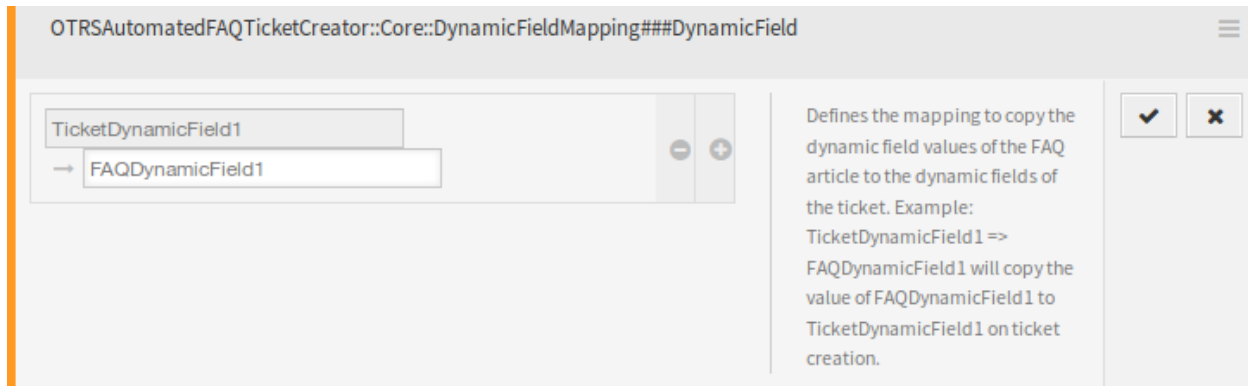 OTRSAutomatedFAQTicketCreator::Core::DynamicFieldMapping###DynamicField
TicketDynamicField1
→ FAQDynamicField1
Defines the mapping to copy the
dynamic field values of the FAQ
article to the dynamic fields of
the ticket. Example:
TicketDynamicField1 =>
FAQDynamicField1 will copy the
value of FAQDynamicField1 to
TicketDynamicField1 on ticket
creation.